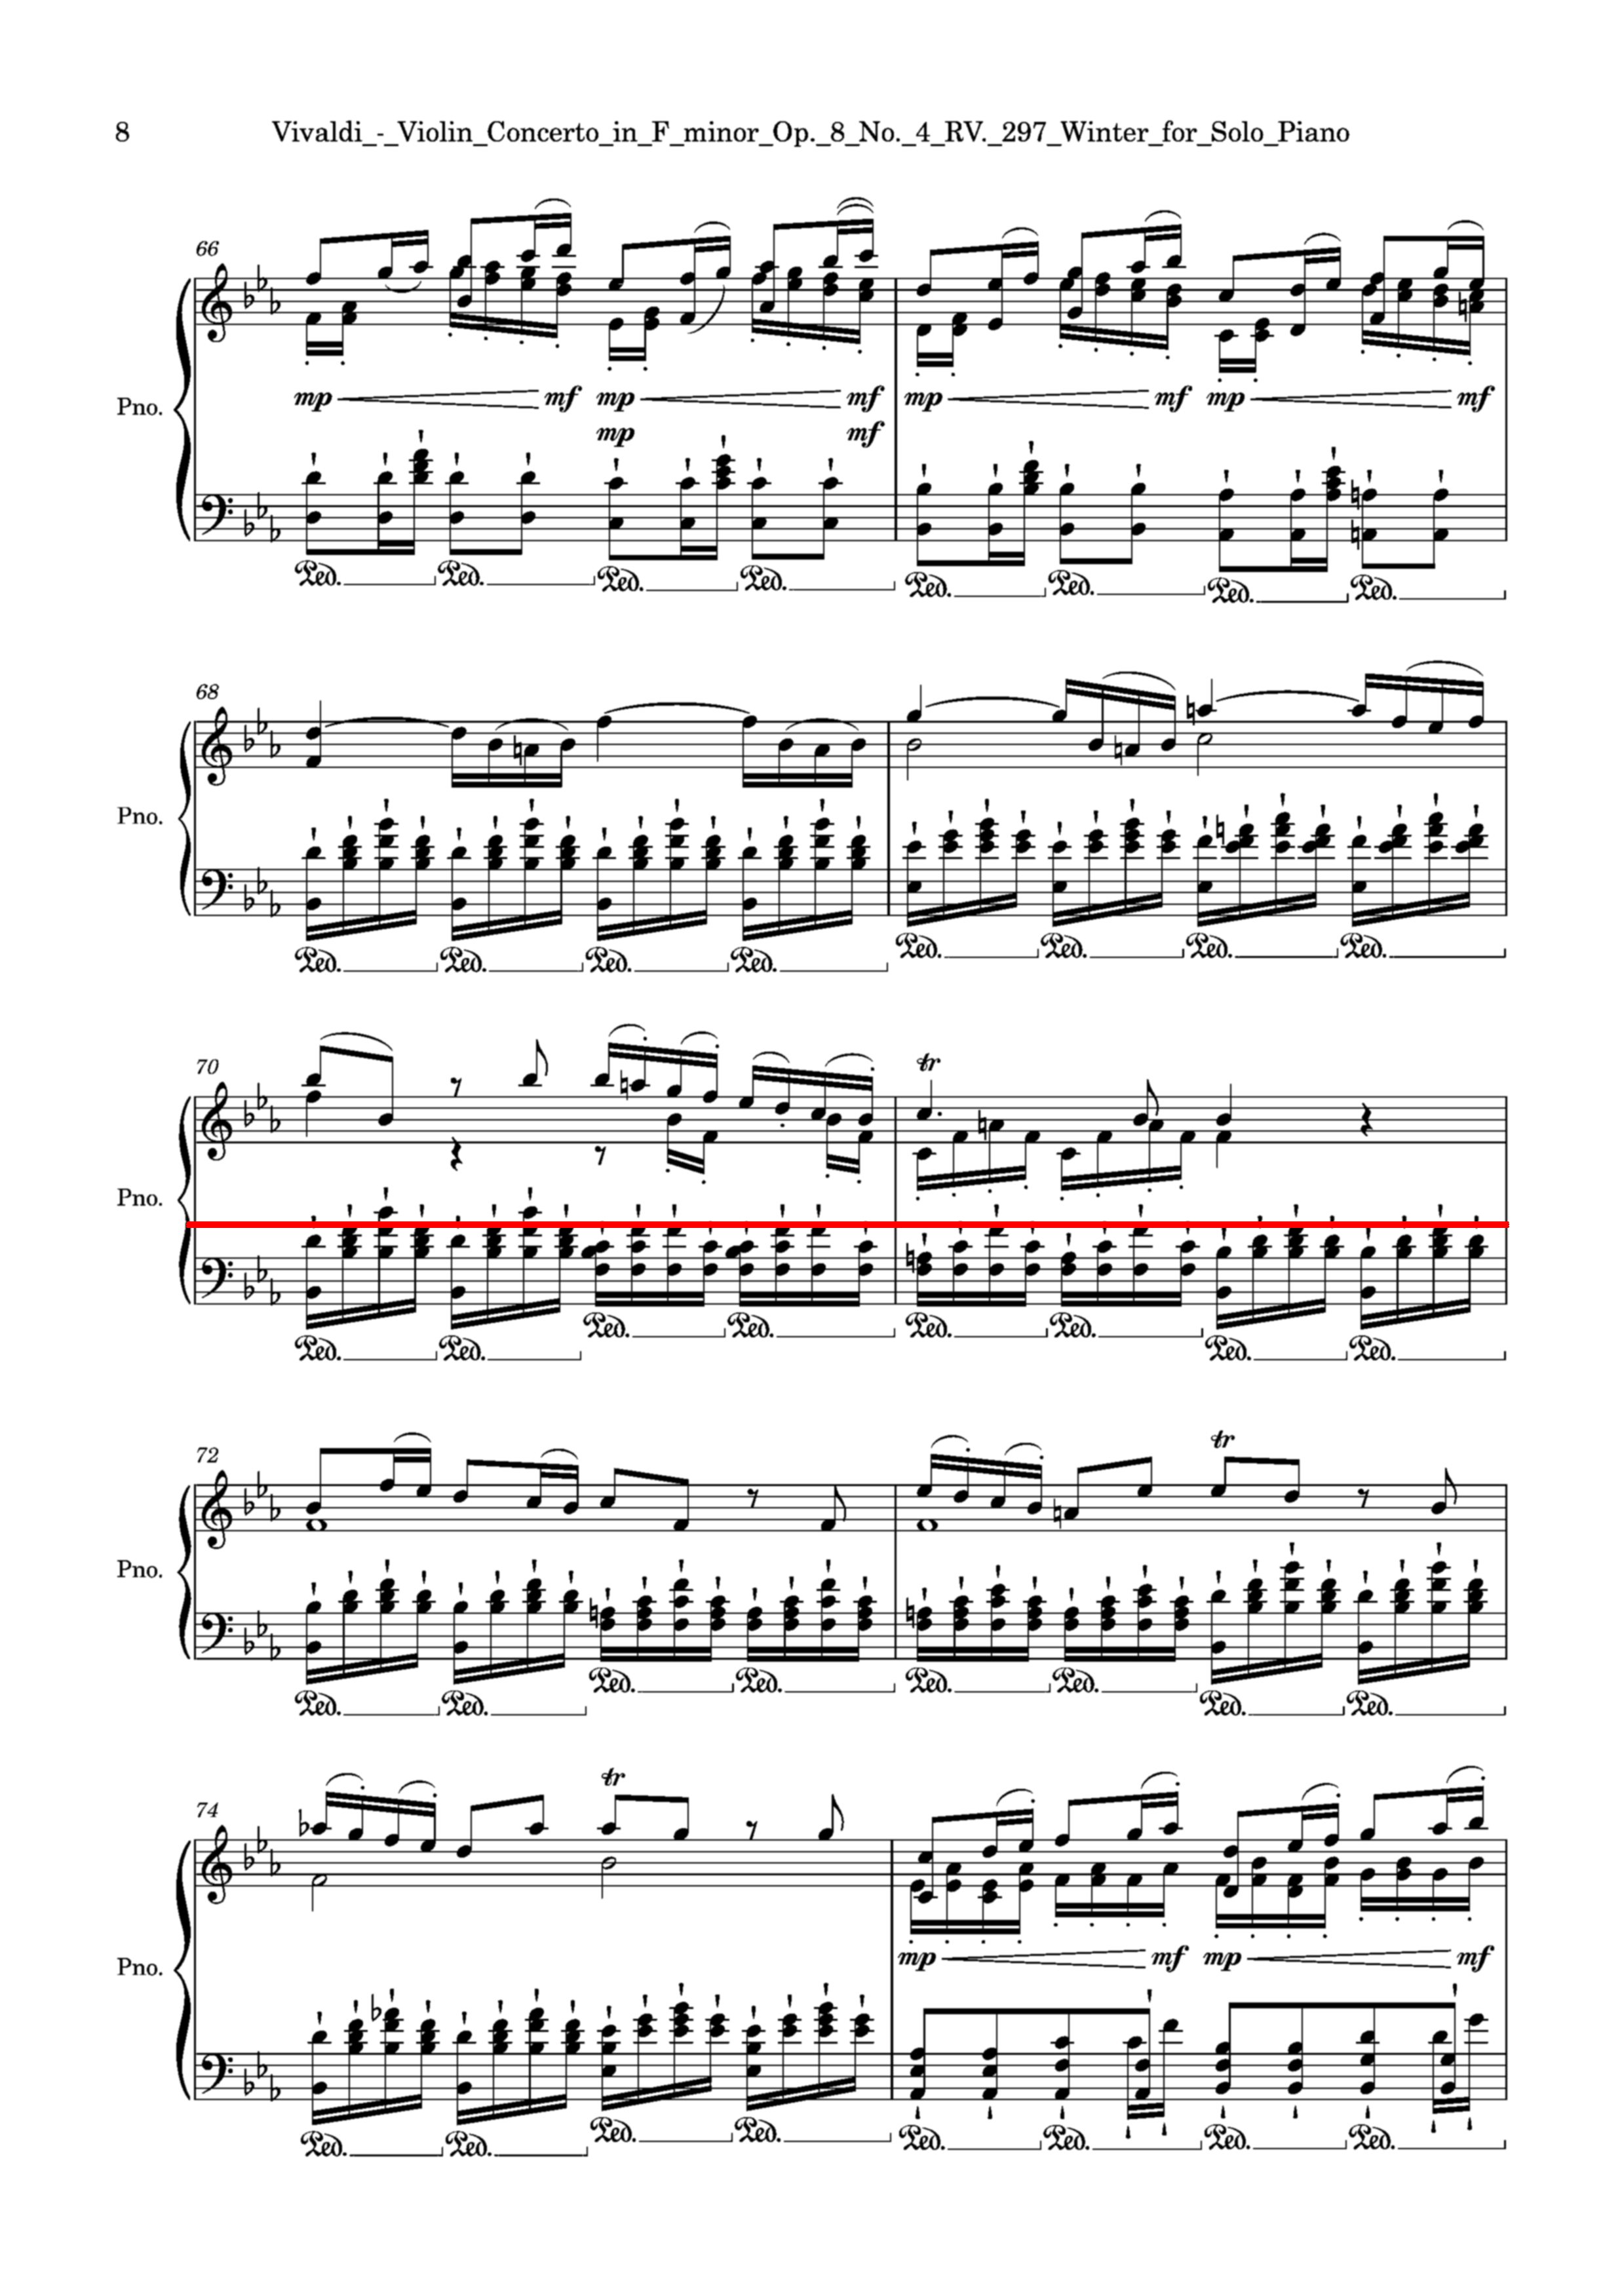 8 Vivaldi_-_Violin_Concerto_in_F_minor_Op._8_No._4_RV._297_Winter_for_Solo_Piano
66
mp mf mp mf mp mf mp mf
Pno.
mp mf
Ped. Ped. Ped. Ped. Ped. Ped. Ped. Ped.
68
Pno.
Ped. Ped. Ped. Ped. Ped. Ped. Ped. Ped.
70 tr
Pno.
Ped. Ped. Ped. Ped. Ped. Ped. Ped. Ped.
72 tr
Pno.
Ped. Ped. Ped. Ped. Ped. Ped. Ped. Ped.
74 tr
mp mf mp mf
Pno.
Ped. Ped. Ped. Ped. Ped. Ped. Ped. Ped.